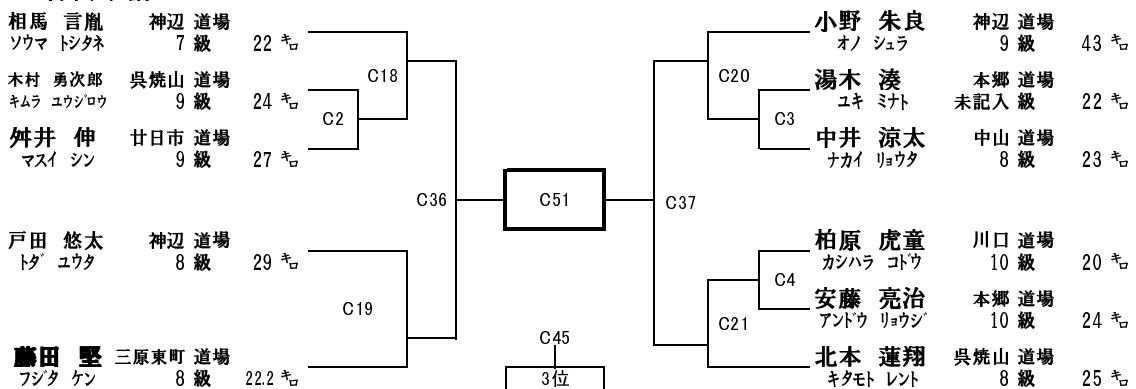 相馬 言胤 神辺 道場
ソウマ トシタネ 7 級 22 キロ
木村 勇次郎 呉焼山 道場
キムラ ユウジロウ 9 級 24 キロ
舛井 伸 廿日市 道場
マスイ シン 9 級 27 キロ
戸田 悠太 神辺 道場
トダ ユウタ 8 級 29 キロ
藤田 堅 三原東町 道場
フジタ ケン 8 級 22.2 キロ
C18
C2
C36
C19
C51
C45
3位
C20
C3
C37
C4
C21
小野 朱良 神辺 道場
オノ シュラ 9 級 43 キロ
湯木 湊 本郷 道場
ユキ ミナト 未記入 級 22 キロ
中井 涼太 中山 道場
ナカイ リョウタ 8 級 23 キロ
柏原 虎童 川口 道場
カシハラ コドウ 10 級 20 キロ
安藤 亮治 本郷 道場
アンドウ リョウジ 10 級 24 キロ
北本 蓮翔 呉焼山 道場
キタモト レント 8 級 25 キロ